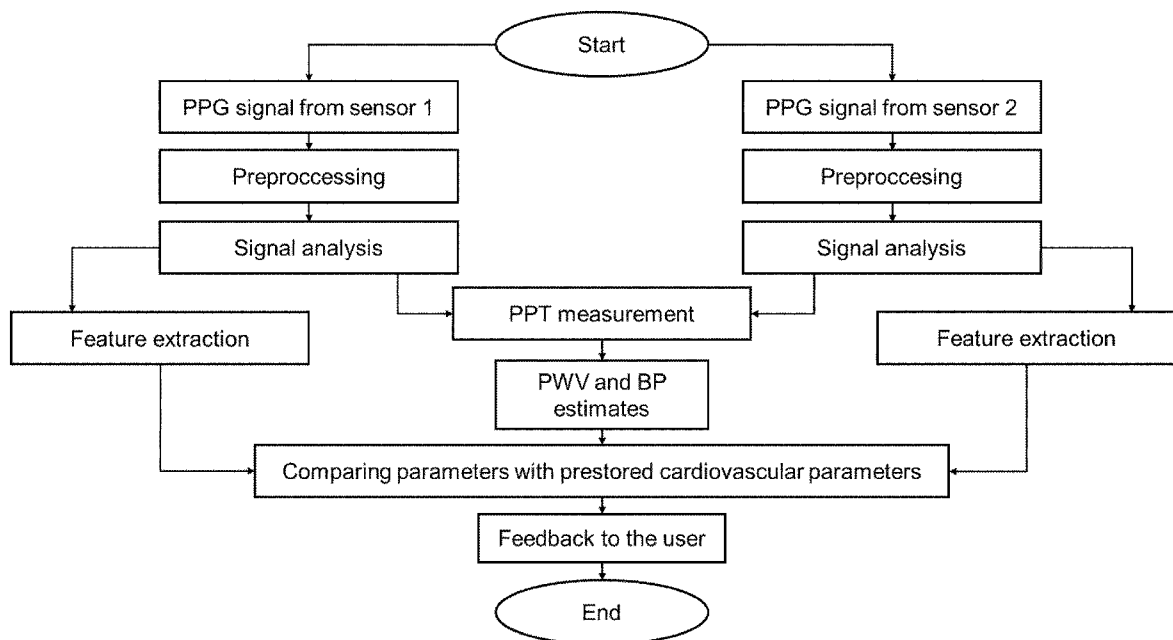 Start
PPG signal from sensor 1
PPG signal from sensor 2
Preproccessing
Preproccesing
Signal analysis
Signal analysis
Feature extraction
PPT measurement
Feature extraction
PWV and BP
estimates
Comparing parameters with prestored cardiovascular parameters
Feedback to the user
End